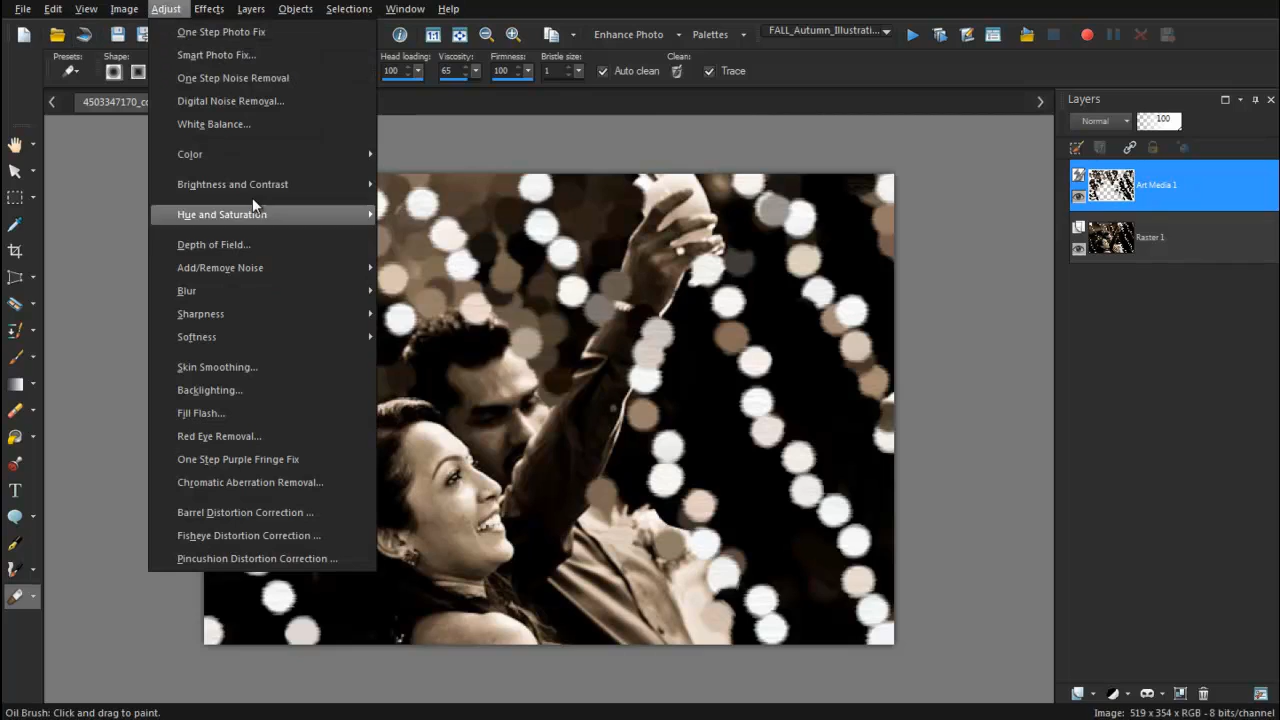 File Edit View Image Adjust Effects Layers Objects Selections Window Help
Enhance Photo Palettes FALL_Autumn_Illustrati...
Presets: Shape: Head loading: Viscosity: Firmness: Bristle size: Clean:
100 65 100 1 Auto clean Trace
4503347170_cc
One Step Photo Fix
Smart Photo Fix...
One Step Noise Removal
Digital Noise Removal...
White Balance...
Color
Brightness and Contrast
Hue and Saturation
Depth of Field...
Add/Remove Noise
Blur
Sharpness
Softness
Skin Smoothing...
Backlighting...
Fill Flash...
Red Eye Removal...
One Step Purple Fringe Fix
Chromatic Aberration Removal...
Barrel Distortion Correction ...
Fisheye Distortion Correction ...
Pincushion Distortion Correction ...
Layers
Normal 100
Art Media 1
Raster 1
Oil Brush: Click and drag to paint.
Image: 519 x 354 x RGB - 8 bits/channel